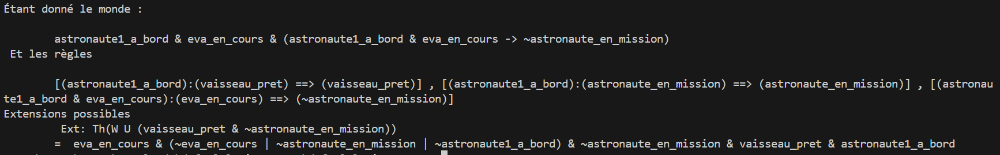 Étant donné le monde :
astronaute1_a_bord & eva_en_cours & (astronaute1_a_bord & eva_en_cours -> ~astronaute_en_mission)
Et les règles
[(astronaute1_a_bord):(vaisseau_pret) ==> (vaisseau_pret)] , [(astronaute1_a_bord):(astronaute_en_mission) ==> (astronaute_en_mission)] , [(astronau
te1_a_bord & eva_en_cours):(eva_en_cours) ==> (~astronaute_en_mission)]
Extensions possibles
Ext: Th(W U (vaisseau_pret & ~astronaute_en_mission))
= eva_en_cours & (~eva_en_cours | ~astronaute_en_mission | ~astronaute1_a_bord) & ~astronaute_en_mission & vaisseau_pret & astronaute1_a_bord